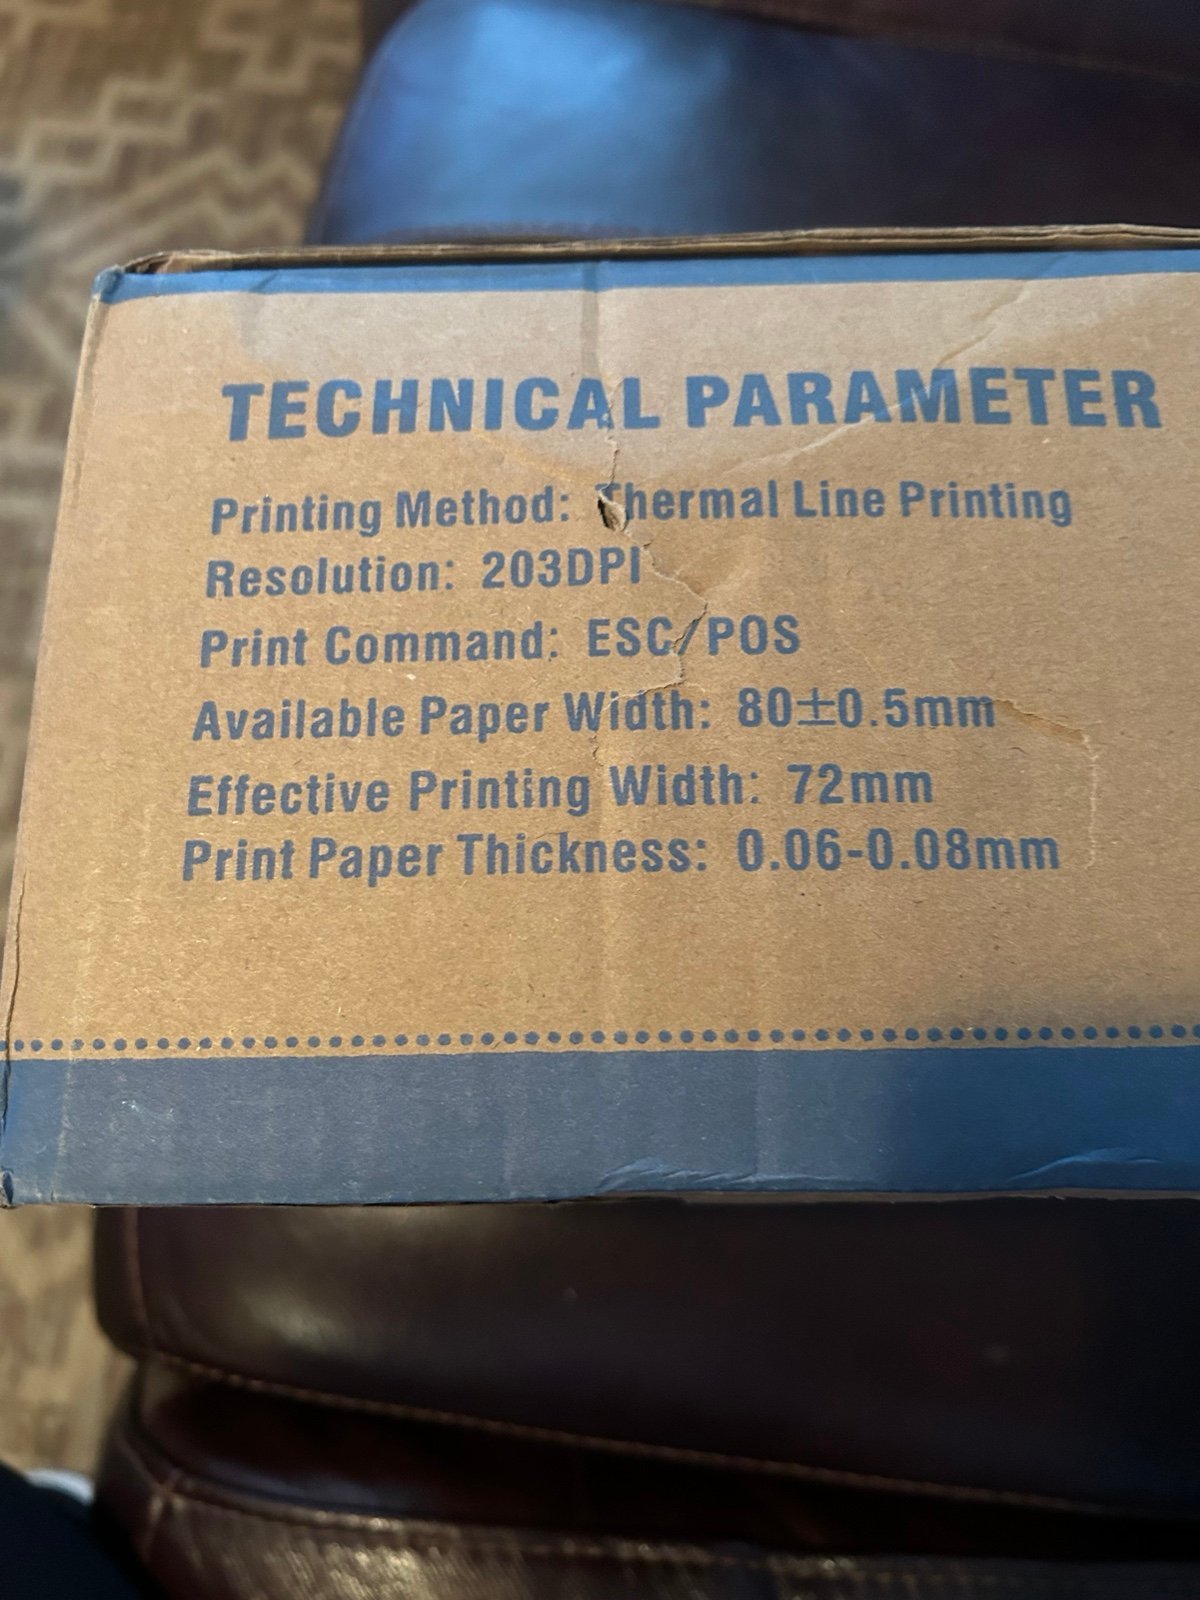 TECHNICAL PARAMETER
Printing Method: Thermal Line Printing
Resolution: 203DPI
Print Command: ESC/POS
Available Paper Width: 80±0.5mm
Effective Printing Width: 72mm
Print Paper Thickness: 0.06-0.08mm